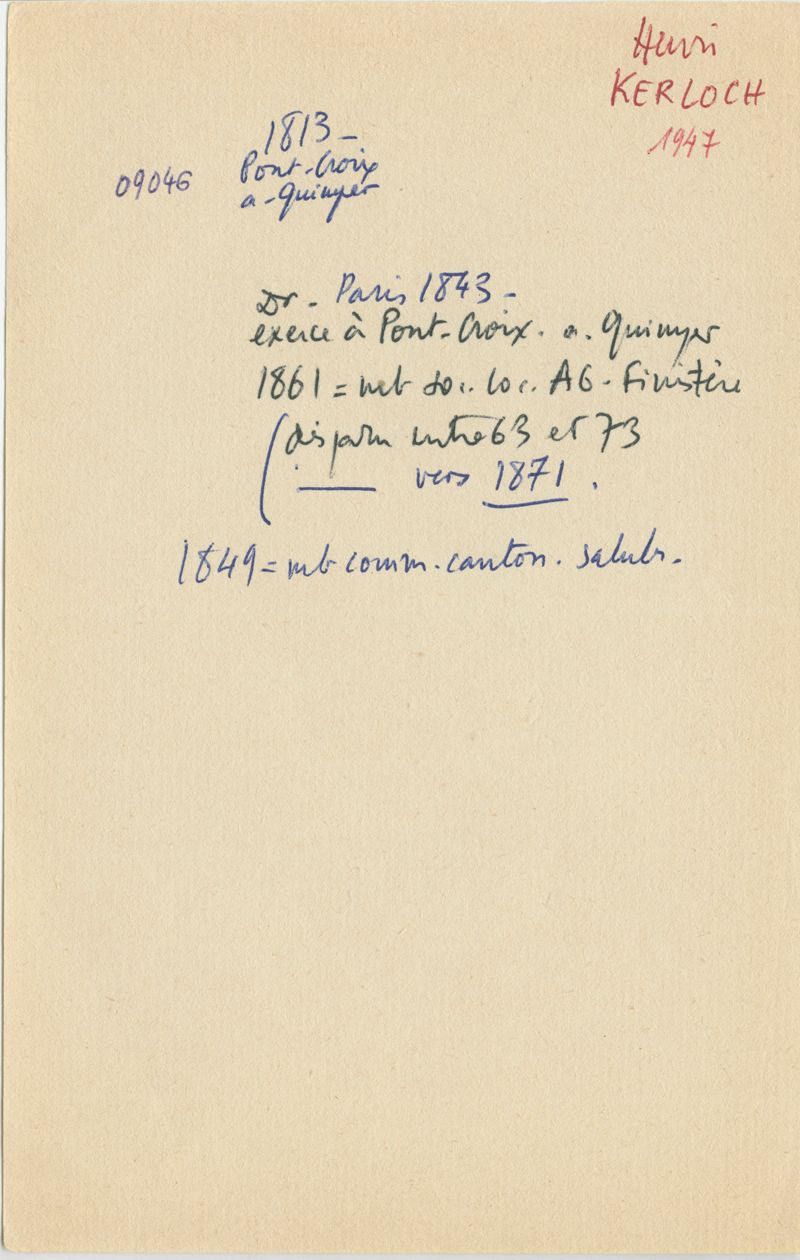 Henri
KERLOCH
1947
1813 -
Pont-Croix
a - Quimper
09046
Dr - Paris 1843 -
exerce à Pont-Croix. a. Quimper
1861 = mb soc. loc. AG - Finistère
(disparu entre 63 et 73
—— vers 1871.
1849 = mb comm. canton. salubr.